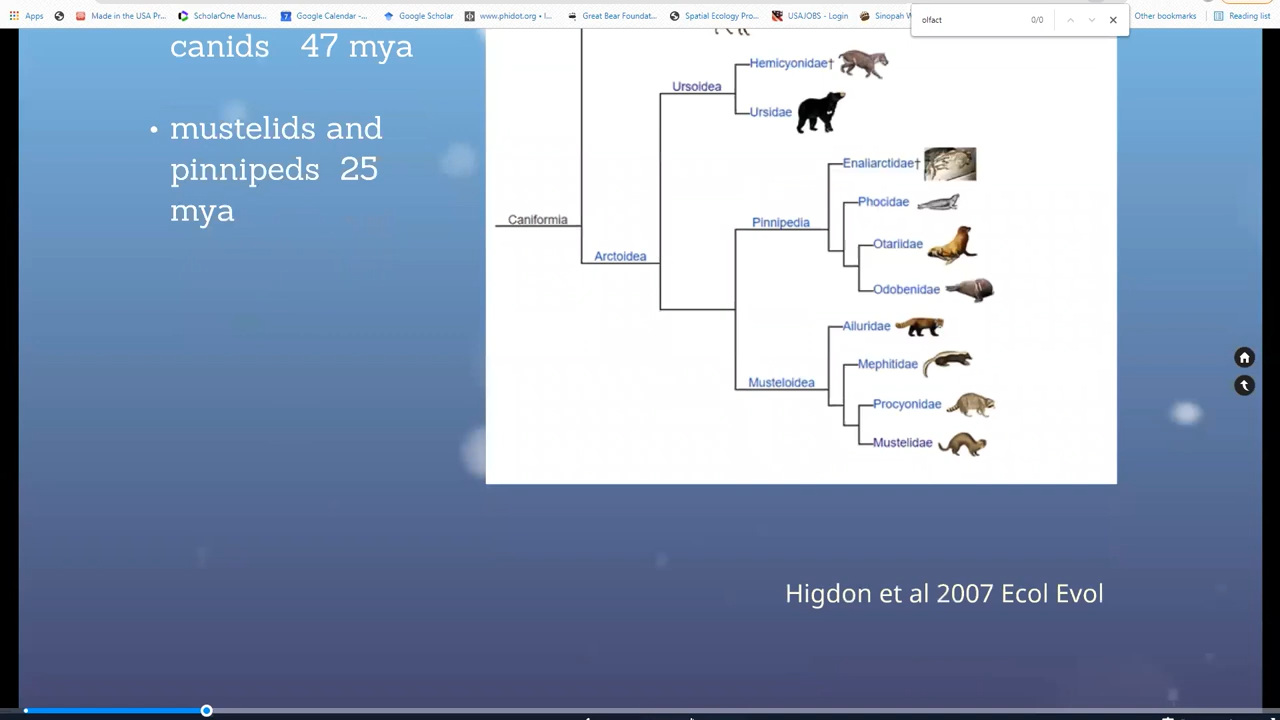 Apps
Made in the USA Pr...
ScholarOne Manus...
Google Calendar -...
Google Scholar
www.phidot.org • I...
Great Bear Foundat...
Spatial Ecology Pro...
USAJOBS - Login
Sinopah W
olfact 0/0
Other bookmarks
Reading list
canids 47 mya
• mustelids and
pinnipeds 25
mya
Hemicyonidae†
Ursoidea
Ursidae
Enaliarctidae†
Phocidae
Caniformia
Pinnipedia
Otariidae
Arctoidea
Odobenidae
Ailuridae
Mephitidae
Musteloidea
Procyonidae
Mustelidae
Higdon et al 2007 Ecol Evol